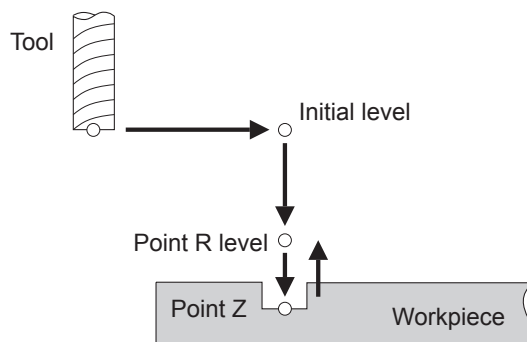 Tool
Initial level
Point R level
Point Z
Workpiece